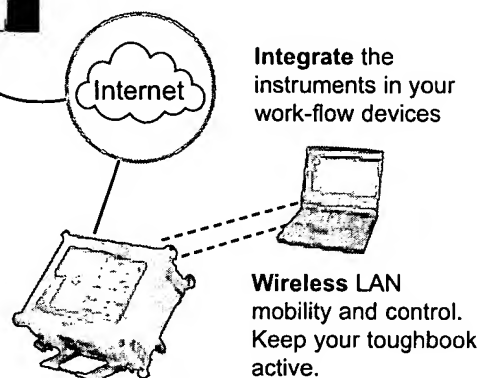 Integrate the
instruments in your
work-flow devices
Internet
Wireless LAN
mobility and control.
Keep your toughbook
active.